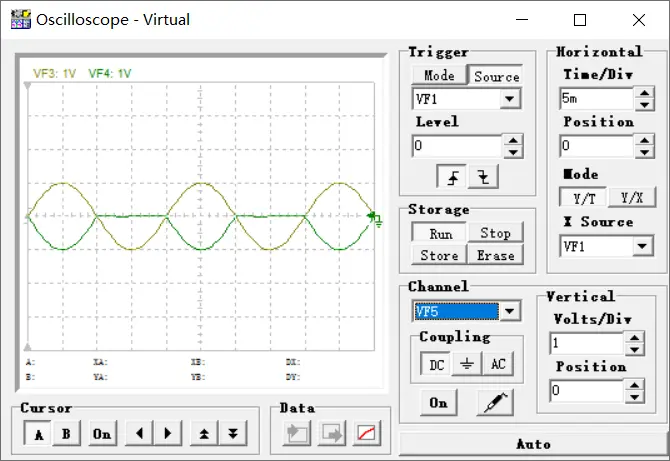 Oscilloscope - Virtual
VF3: 1V VF4: 1V
A: XA: XB: DX:
B: YA: YB: DY:
Cursor
A B On
Data
Trigger
Mode Source
VF1
Level
0
Storage
Run Stop
Store Erase
Horizontal
Time/Div
5m
Position
0
Mode
Y/T Y/X
X Source
VF1
Channel
VF5
Coupling
DC AC
On
Vertical
Volts/Div
1
Position
0
Auto